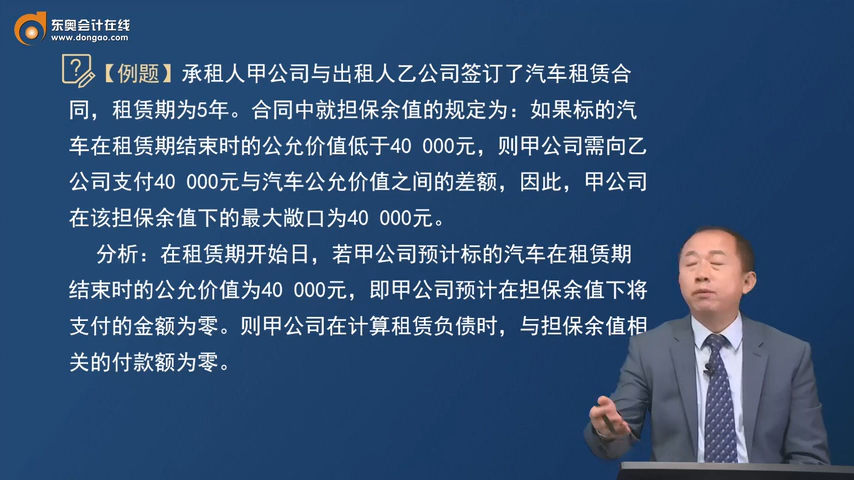 东奥会计在线
www.dongao.com
【例题】承租人甲公司与出租人乙公司签订了汽车租赁合
同，租赁期为5年。合同中就担保余值的规定为：如果标的汽
车在租赁期结束时的公允价值低于40 000元，则甲公司需向乙
公司支付40 000元与汽车公允价值之间的差额，因此，甲公司
在该担保余值下的最大敞口为40 000元。
分析：在租赁期开始日，若甲公司预计标的汽车在租赁期
结束时的公允价值为40 000元，即甲公司预计在担保余值下将
支付的金额为零。则甲公司在计算租赁负债时，与担保余值相
关的付款额为零。